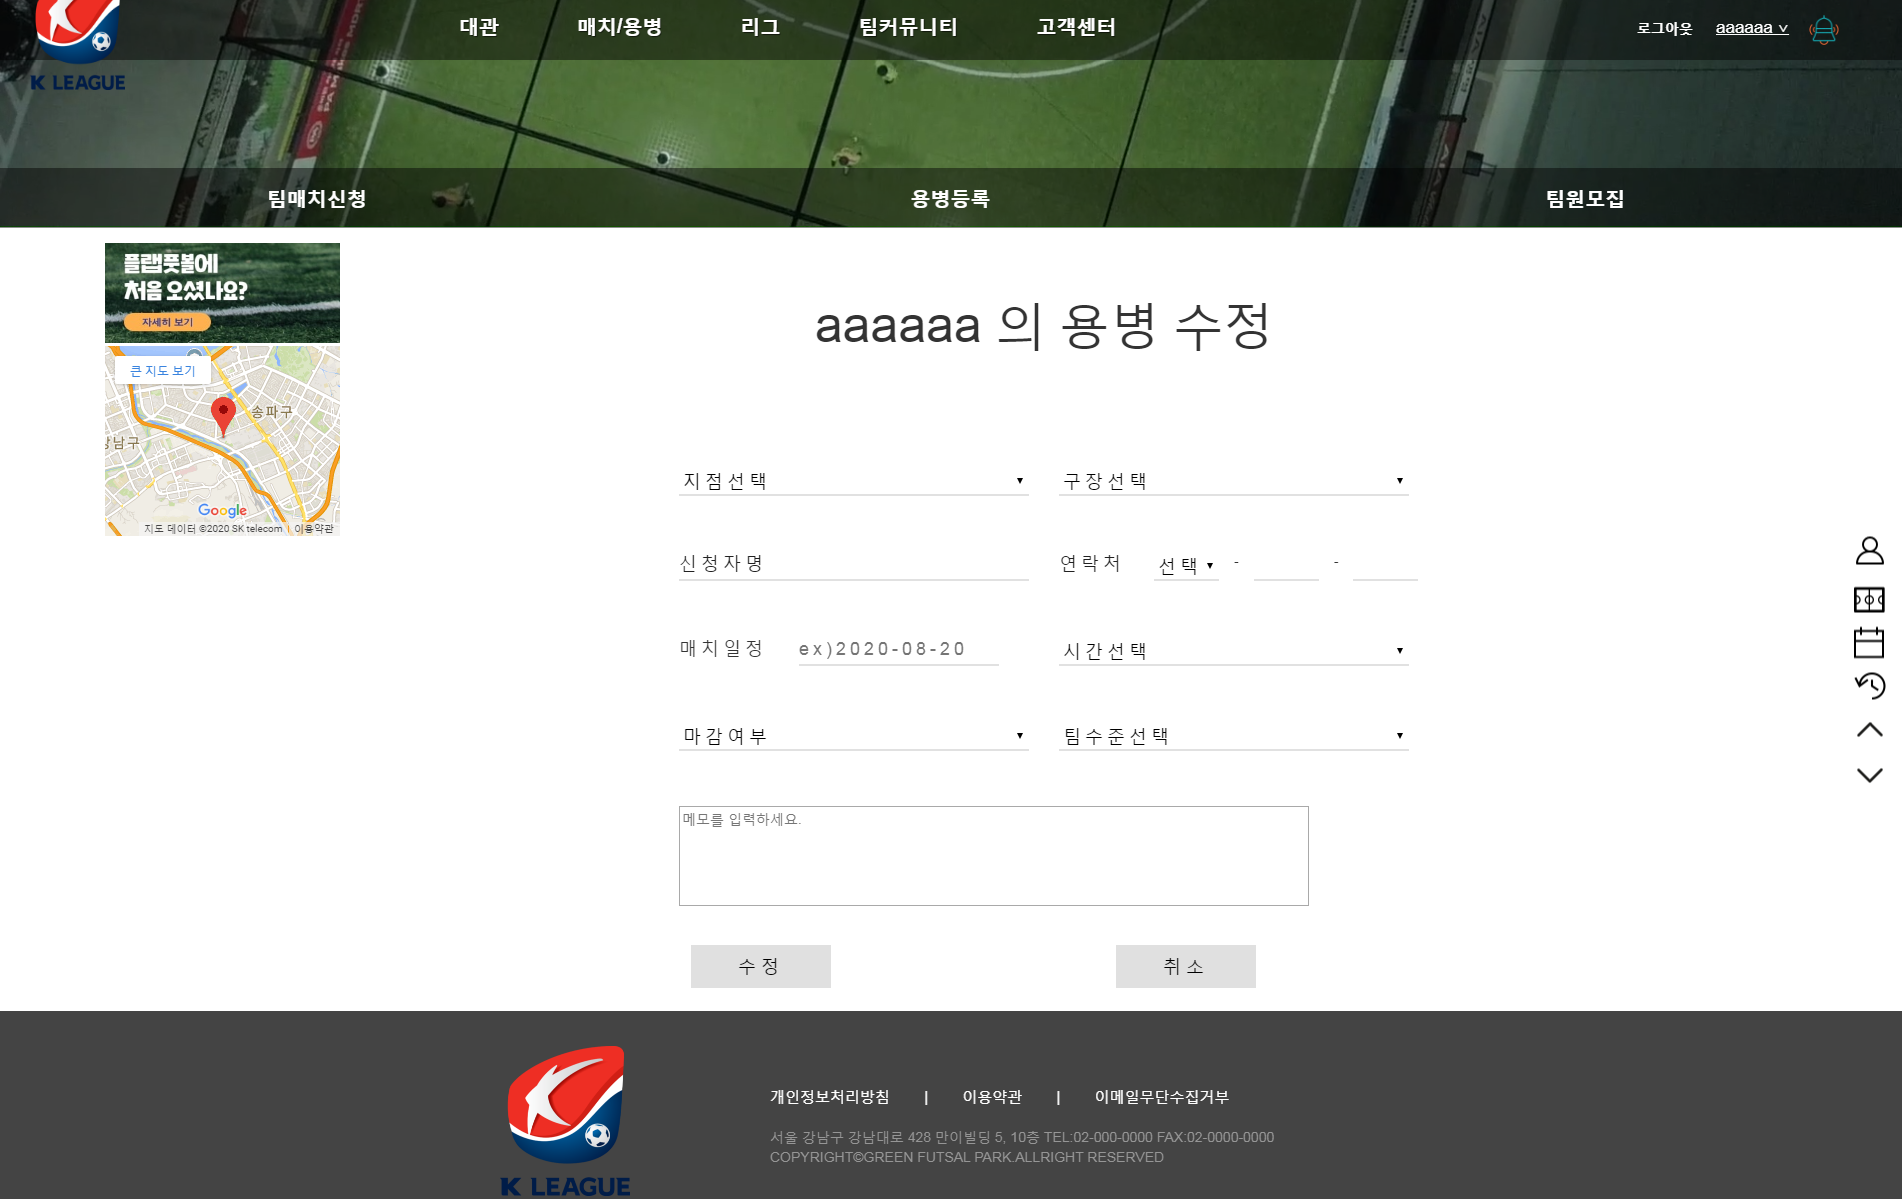 대관 매치/용병 리그 팀커뮤니티 고객센터 로그아웃 aaaaaa ∨
K LEAGUE
팀매치신청 용병등록 팀원모집
플랩풋볼에
처음 오셨나요?
자세히 보기
aaaaaa 의 용병 수정
큰 지도 보기
송파구
강남구
Google
지도 데이터 ©2020 SK telecom | 이용약관
지점선택 ▼ 구장선택 ▼
신청자명 연락처 선택 ▼ - -
매치일정 ex)2020-08-20 시간선택 ▼
마감여부 ▼ 팀수준선택 ▼
메모를 입력하세요.
수정 취소
개인정보처리방침 | 이용약관 | 이메일무단수집거부
서울 강남구 강남대로 428 만이빌딩 5, 10층 TEL:02-000-0000 FAX:02-0000-0000
COPYRIGHT©GREEN FUTSAL PARK.ALLRIGHT RESERVED
K LEAGUE